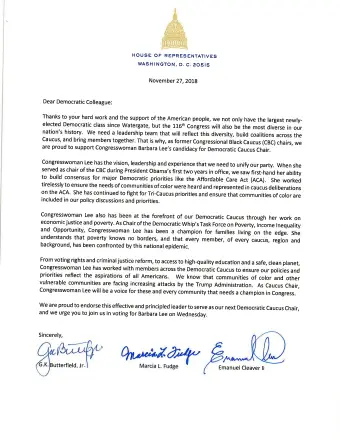 HOUSE OF REPRESENTATIVES
WASHINGTON, D. C. 20515
November 27, 2018
Dear Democratic Colleague:
Thanks to your hard work and the support of the American people, we not only have the largest newly-
elected Democratic class since Watergate, but the 116th Congress will also be the most diverse in our
nation's history. We need a leadership team that will reflect this diversity, build coalitions across the
Caucus, and bring members together. That is why, as former Congressional Black Caucus (CBC) chairs, we
are proud to support Congresswoman Barbara Lee's candidacy for Democratic Caucus Chair.
Congresswoman Lee has the vision, leadership and experience that we need to unify our party. When she
served as chair of the CBC during President Obama's first two years in office, we saw first-hand her ability
to build consensus for major Democratic priorities like the Affordable Care Act (ACA). She worked
tirelessly to ensure the needs of communities of color were heard and represented in caucus deliberations
on the ACA. She has continued to fight for Tri-Caucus priorities and ensure that communities of color are
included in our policy discussions and priorities.
Congresswoman Lee has also been at the forefront of our Democratic Caucus through her work on
economic justice and poverty. As Chair of the Democratic Whip's Task Force on Poverty, Income Inequality
and Opportunity, Congresswoman Lee has been a champion for families living on the edge. She
understands that poverty knows no borders, and that every member, of every caucus, region and
background, has been confronted by this national epidemic.
From voting rights and criminal justice reform, to access to high quality education and a safe, clean planet,
Congresswoman Lee has worked with members across the Democratic Caucus to ensure our policies and
priorities reflect the aspirations of all Americans. We know that communities of color and other
vulnerable communities are facing increasing attacks by the Trump Administration. As Caucus Chair,
Congresswoman Lee will be a voice for these and every community that needs a champion in Congress.
We are proud to endorse this effective and principled leader to serve as our next Democratic Caucus Chair,
and we urge you to join us in voting for Barbara Lee on Wednesday.
Sincerely,
GK Butterfield Marcia L. Fudge Emanuel Cleaver II
G.K. Butterfield, Jr. Marcia L. Fudge Emanuel Cleaver II